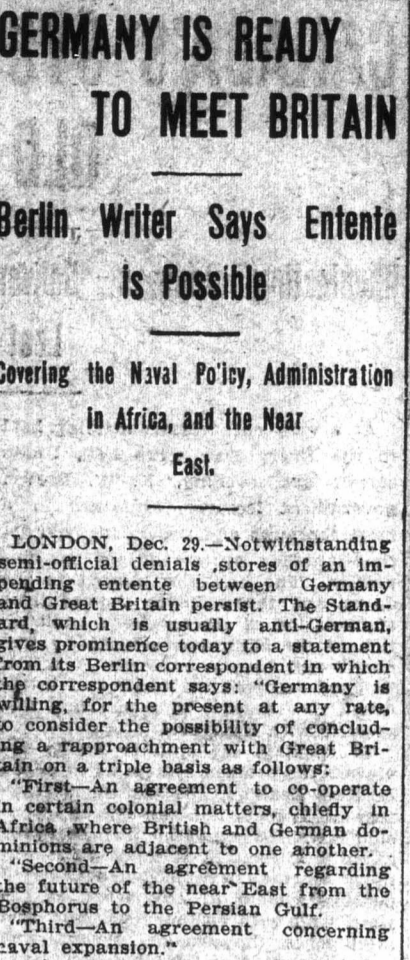 GERMANY IS READY
TO MEET BRITAIN
Berlin Writer Says Entente
is Possible
Covering the Naval Policy, Administration
in Africa, and the Near
East.
LONDON, Dec. 29.—Notwithstanding
semi-official denials ,stores of an im-
pending entente between Germany
and Great Britain persist. The Stand-
ard, which is usually anti-German,
gives prominence today to a statement
from its Berlin correspondent in which
the correspondent says: "Germany is
willing, for the present at any rate,
to consider the possibility of conclud-
ing a rapproachment with Great Bri-
tain on a triple basis as follows:
"First—An agreement to co-operate
in certain colonial matters, chiefly in
Africa ,where British and German do-
minions are adjacent to one another.
"Second—An agreement regarding
the future of the near East from the
Bosphorus to the Persian Gulf.
"Third—An agreement concerning
naval expansion."